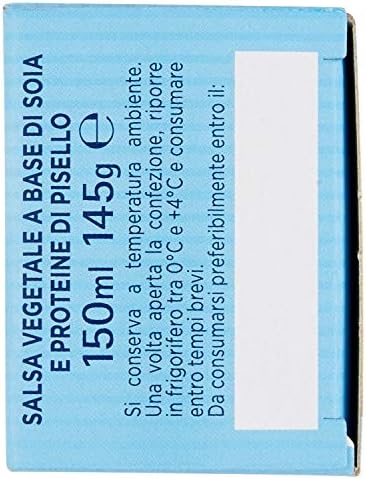 SALSA VEGETALE A BASE DI SOIA
E PROTEINE DI PISELLO
150ml 145g ℮
Si conserva a temperatura ambiente.
Una volta aperta la confezione, riporre
in frigorifero tra 0°C e +4°C e consumare
entro tempi brevi.
Da consumarsi preferibilmente entro il: